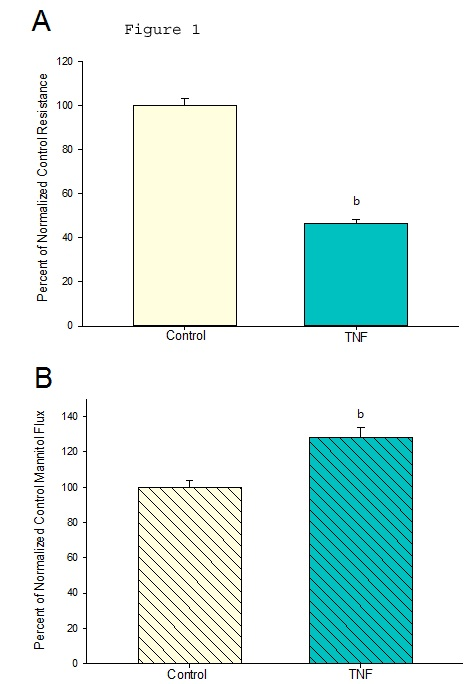 A
Figure 1
Percent of Normalized Control Resistance
120
100
80
60
40
20
0
b
Control
TNF
B
Percent of Normalized Control Mannitol Flux
140
120
100
80
60
40
20
0
b
Control
TNF